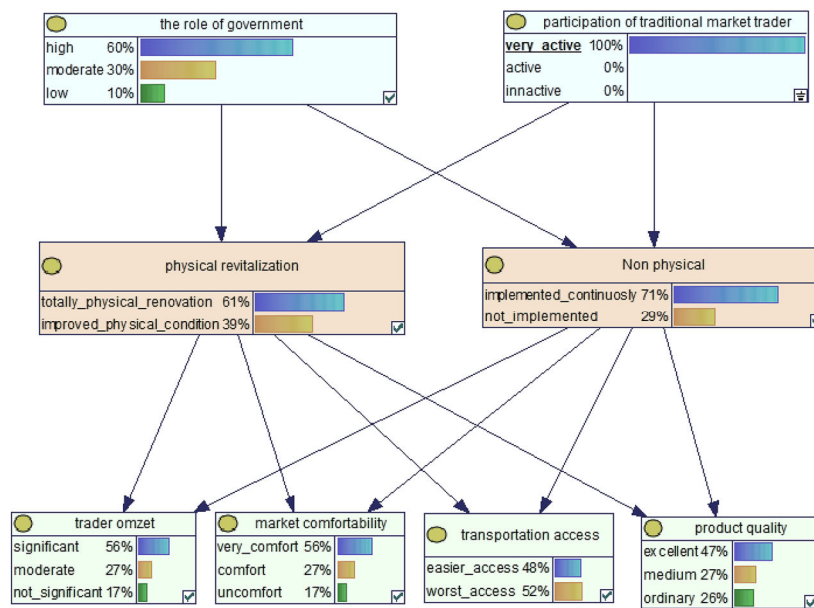 the role of government
high 60%
moderate 30%
low 10%
participation of traditional market trader
very_active 100%
active 0%
innactive 0%
physical revitalization
totally_physical_renovation 61%
improved_physical_condition 39%
Non physical
implemented_continuosly 71%
not_implemented 29%
trader omzet
significant 56%
moderate 27%
not_significant 17%
market comfortability
very_comfort 56%
comfort 27%
uncomfort 17%
transportation access
easier_access 48%
worst_access 52%
product quality
excellent 47%
medium 27%
ordinary 26%